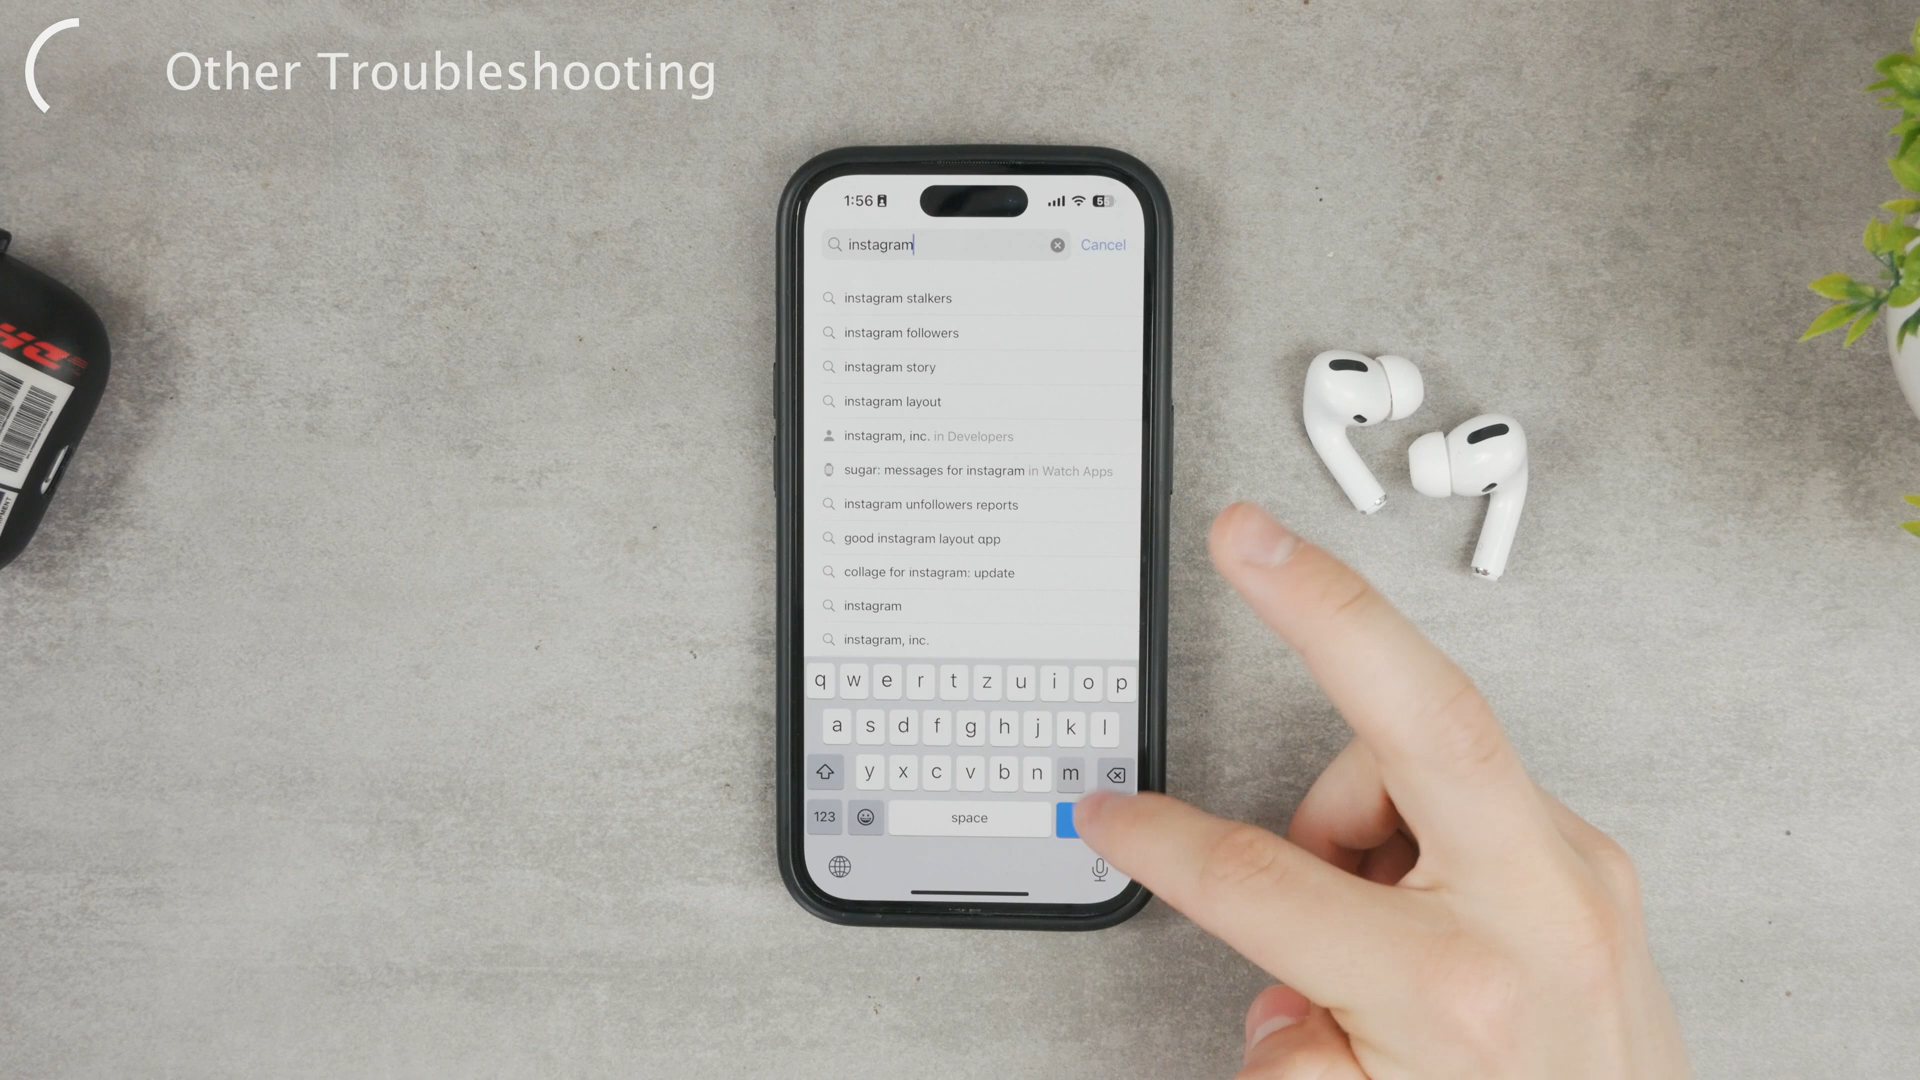 Other Troubleshooting
1:56
instagram
Cancel
instagram stalkers
instagram followers
instagram story
instagram layout
instagram, inc. in Developers
sugar: messages for instagram in Watch Apps
instagram unfollowers reports
good instagram layout app
collage for instagram: update
instagram
instagram, inc.
q w e r t z u i o p
a s d f g h j k l
y x c v b n m
123 space